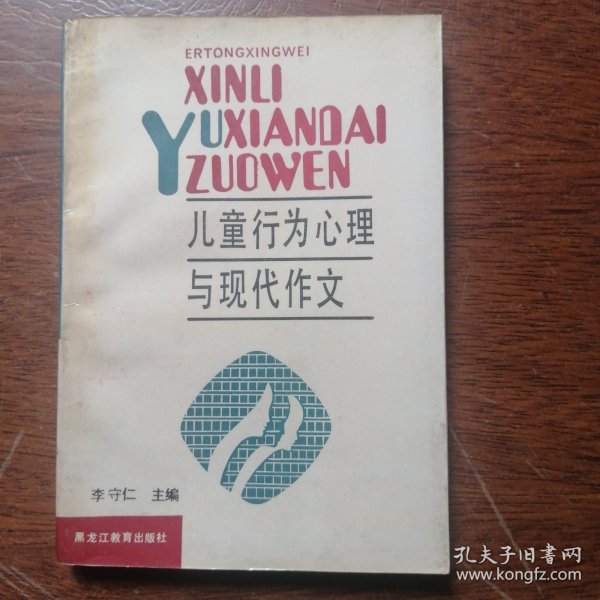 ERTONGXINGWEI
XINLI
YUXIANDAI
ZUOWEN
儿童行为心理
与现代作文
李守仁 主编
黑龙江教育出版社
孔夫子旧书网
www.kongfz.com